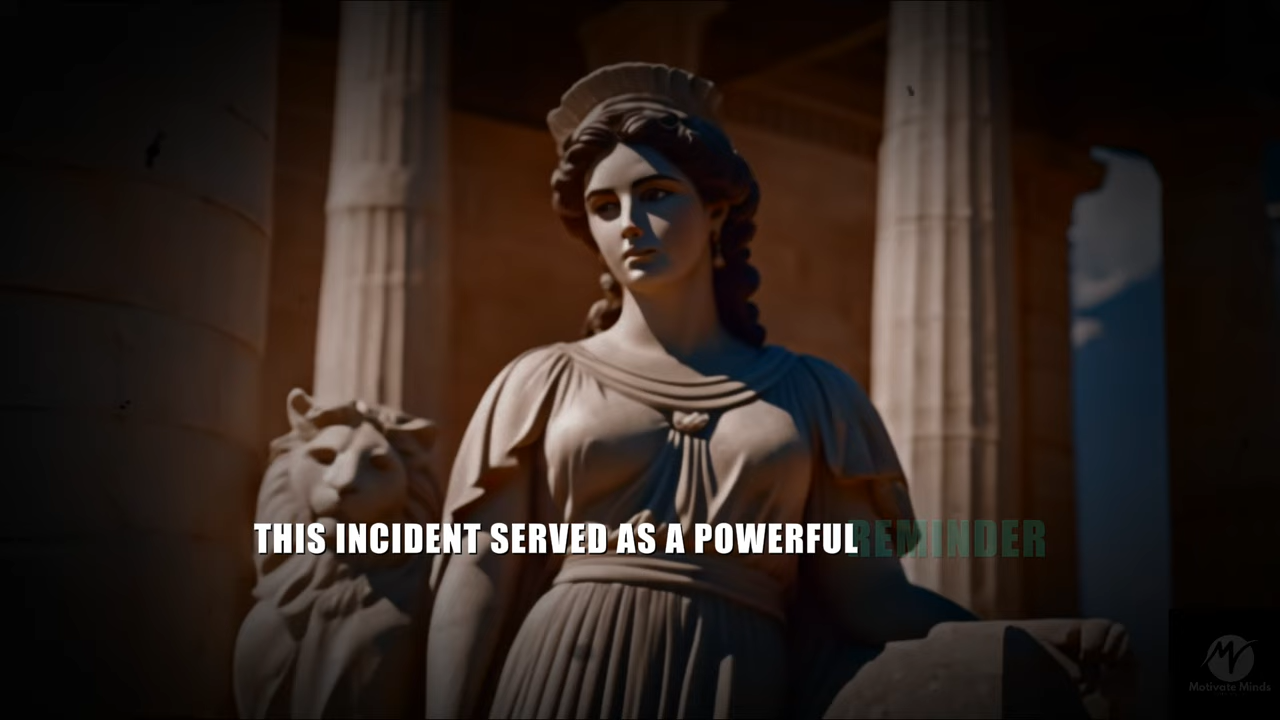 THIS INCIDENT SERVED AS A POWERFUL REMINDER
Motivate Minds